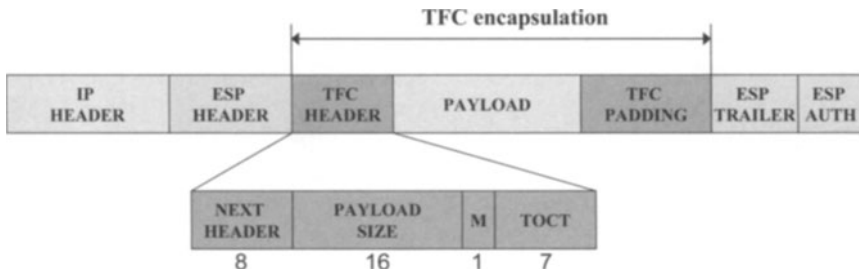 TFC encapsulation
IP HEADER
ESP HEADER
TFC HEADER
PAYLOAD
TFC PADDING
ESP TRAILER
ESP AUTH
NEXT HEADER
PAYLOAD SIZE
M
TOCT
8
16
1
7